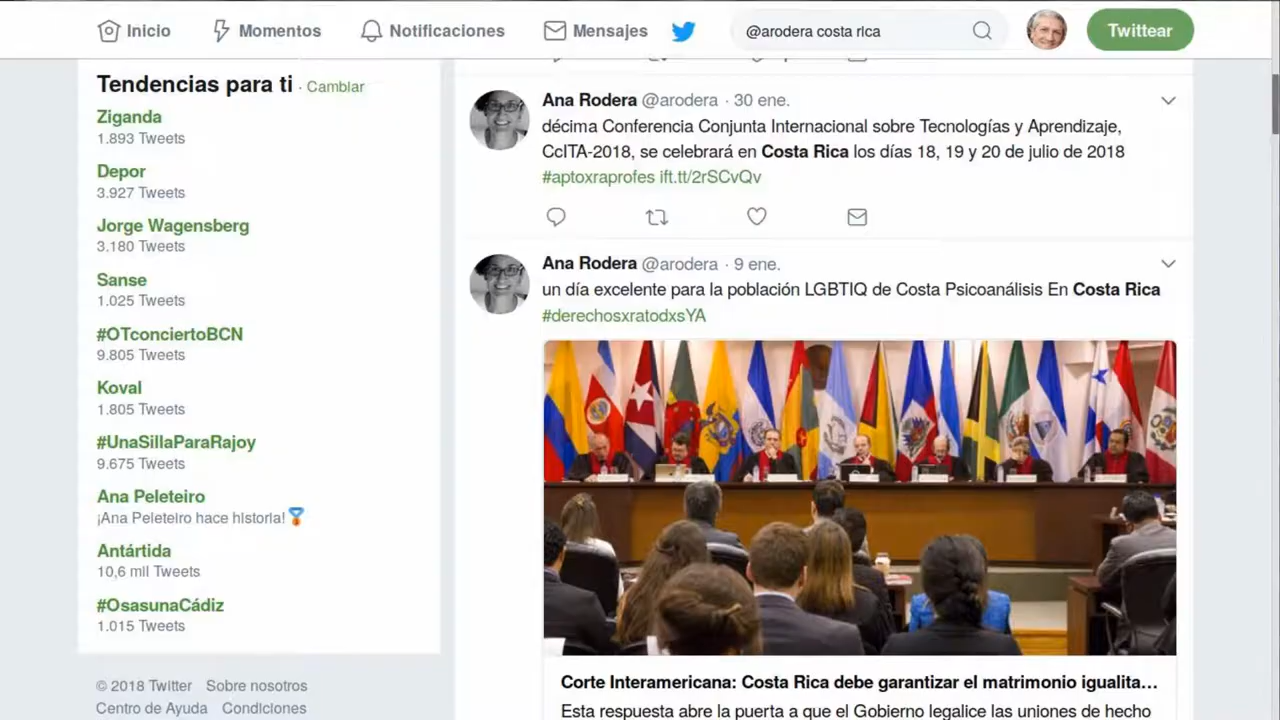 Inicio
Momentos
Notificaciones
Mensajes
@arodera costa rica
Twittear
Tendencias para ti · Cambiar
Ziganda
1.893 Tweets
Depor
3.927 Tweets
Jorge Wagensberg
3.180 Tweets
Sanse
1.025 Tweets
#OTconciertoBCN
9.805 Tweets
Koval
1.805 Tweets
#UnaSillaParaRajoy
9.675 Tweets
Ana Peleteiro
¡Ana Peleteiro hace historia!
Antártida
10,6 mil Tweets
#OsasunaCádiz
1.015 Tweets
© 2018 Twitter Sobre nosotros
Centro de Ayuda Condiciones
Ana Rodera @arodera · 30 ene.
décima Conferencia Conjunta Internacional sobre Tecnologías y Aprendizaje,
CcITA-2018, se celebrará en Costa Rica los días 18, 19 y 20 de julio de 2018
#aptoxraprofes ift.tt/2rSCvQv
Ana Rodera @arodera · 9 ene.
un día excelente para la población LGBTIQ de Costa Psicoanálisis En Costa Rica
#derechosxratodxsYA
Corte Interamericana: Costa Rica debe garantizar el matrimonio igualita…
Esta respuesta abre la puerta a que el Gobierno legalice las uniones de hecho